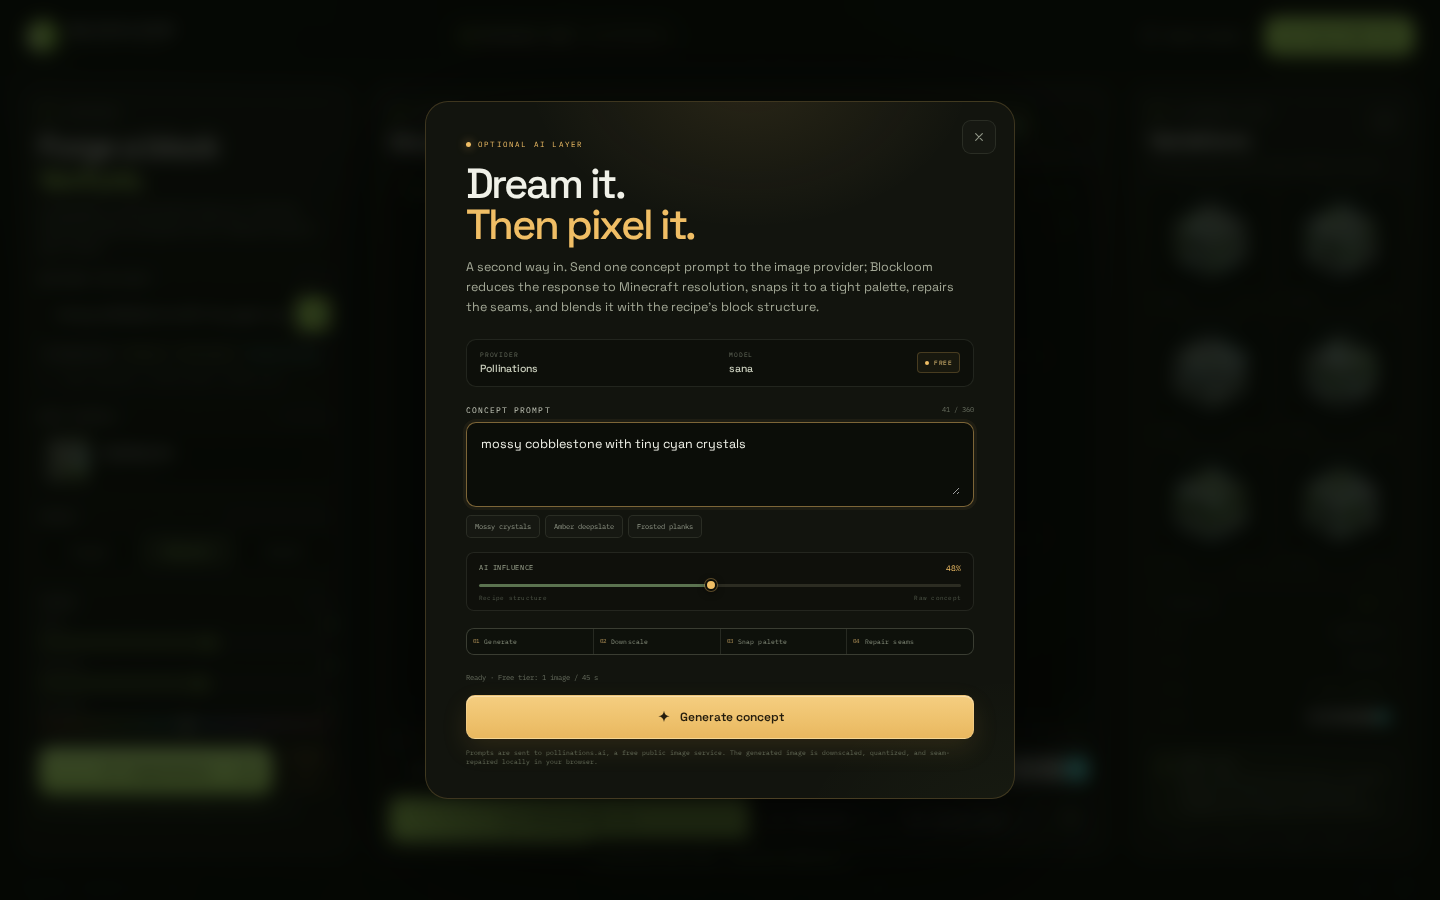 OPTIONAL AI LAYER
Dream it.
Then pixel it.
A second way in. Send one concept prompt to the image provider; Blockloom
reduces the response to Minecraft resolution, snaps it to a tight palette, repairs
the seams, and blends it with the recipe's block structure.
PROVIDER
Pollinations
MODEL
sana
FREE
CONCEPT PROMPT
41 / 360
mossy cobblestone with tiny cyan crystals
Mossy crystals
Amber deepslate
Frosted planks
AI INFLUENCE
48%
Recipe structure
Raw concept
01 Generate
02 Downscale
03 Snap palette
04 Repair seams
Ready · Free tier: 1 image / 45 s
Generate concept
Prompts are sent to pollinations.ai, a free public image service. The generated image is downscaled, quantized, and seam-
repaired locally in your browser.